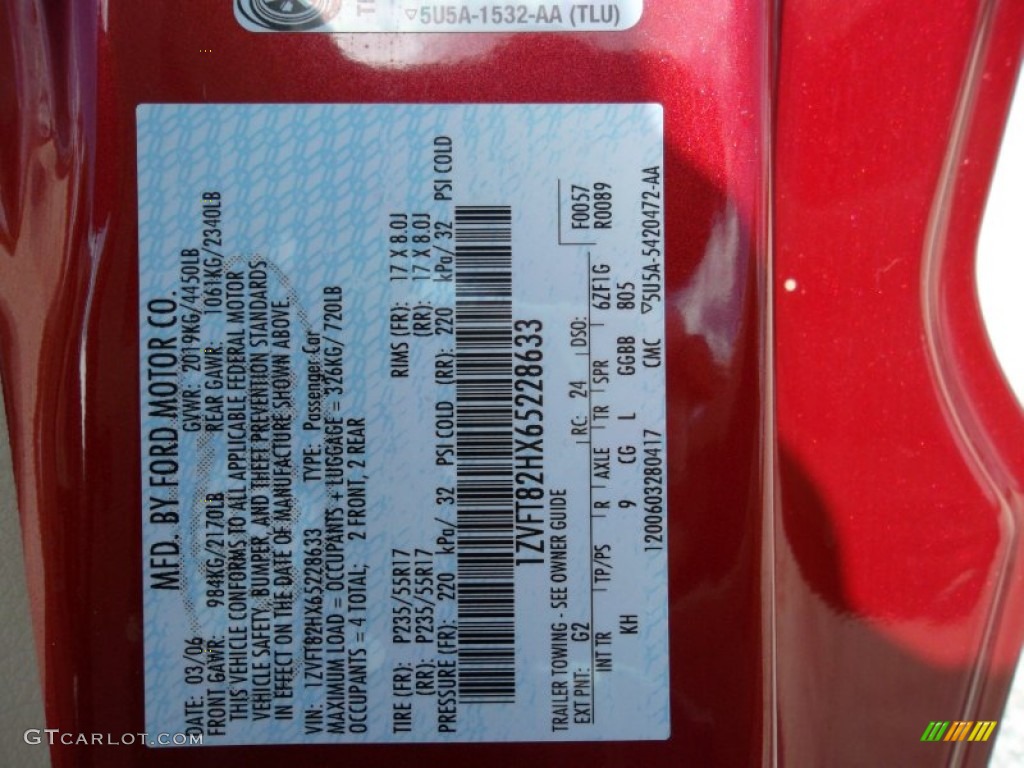 5U5A-1532-AA (TLU)
MFD. BY FORD MOTOR CO.
03/06 GVWR: 2019KG/4450LB
FRONT GAWR: 984KG/2170LB REAR GAWR: 1061KG/2340LB
THIS VEHICLE CONFORMS TO ALL APPLICABLE FEDERAL MOTOR
VEHICLE SAFETY, BUMPER, AND THEFT PREVENTION STANDARDS
IN EFFECT ON THE DATE OF MANUFACTURE SHOWN ABOVE.
VIN: 1ZVFT82HX65228633 TYPE: Passenger Car
MAXIMUM LOAD = OCCUPANTS + LUGGAGE = 326KG/720LB
OCCUPANTS = 4 TOTAL; 2 FRONT, 2 REAR
TIRE (FR): P235/55R17 RIMS (FR): 17 X 8.0J
(RR): P235/55R17 (RR): 17 X 8.0J
PRESSURE (FR): 220 kPa/ 32 PSI COLD (RR): 220 kPa/ 32 PSI COLD
1ZVFT82HX65228633
TRAILER TOWING - SEE OWNER GUIDE
EXT PNT: G2 RC: 24 DSO: F0057
INT TR TP/PS R AXLE TR SPR 6ZF1G R0089
KH 9 CG L GGBB 805
1200603280417 CMC 5U5A-5420472-AA
GTCARLOT.COM